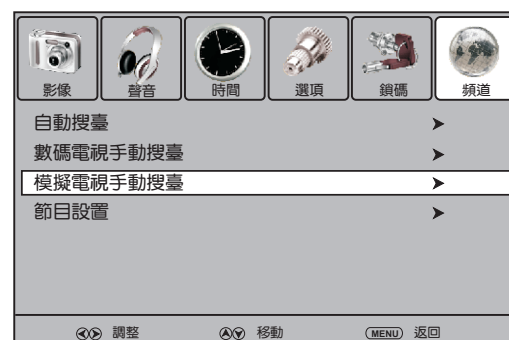 影像 聲音 時間 選項 鎖碼 頻道
自動搜臺
數碼電視手動搜臺
模擬電視手動搜臺
節目設置
調整 移動 MENU 返回